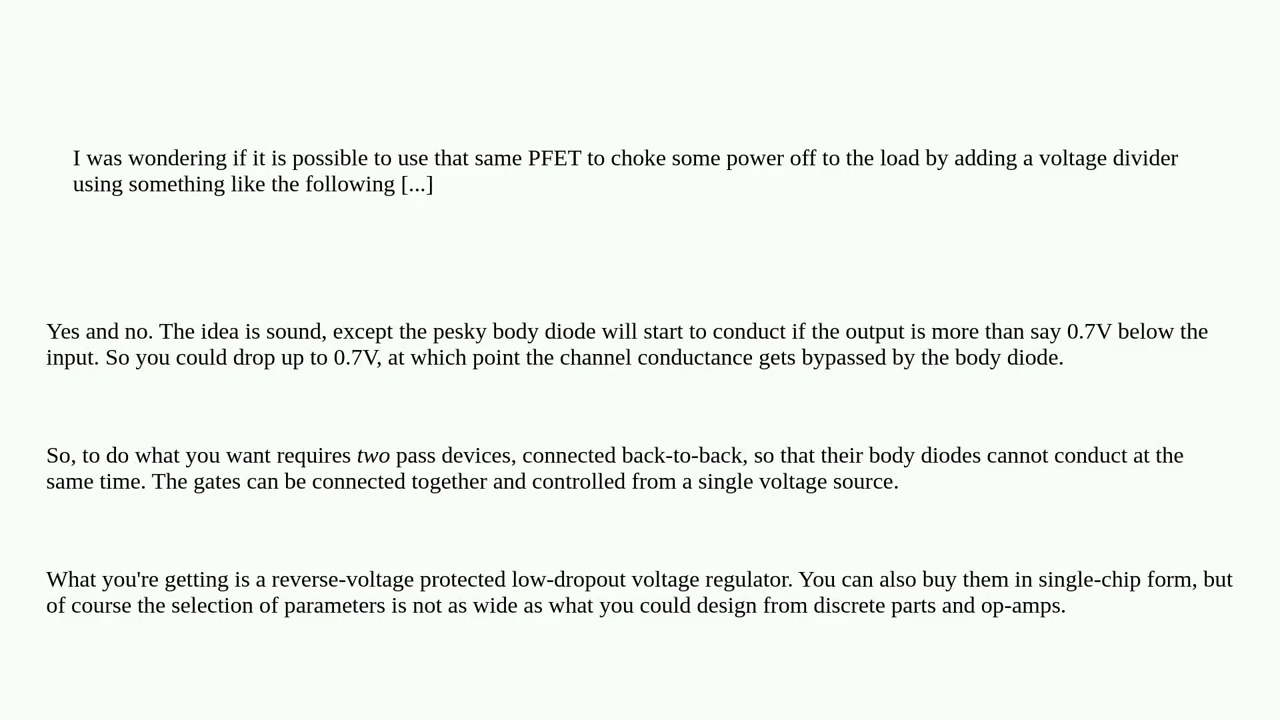 I was wondering if it is possible to use that same PFET to choke some power off to the load by adding a voltage divider
using something like the following [...]
Yes and no. The idea is sound, except the pesky body diode will start to conduct if the output is more than say 0.7V below the
input. So you could drop up to 0.7V, at which point the channel conductance gets bypassed by the body diode.
So, to do what you want requires two pass devices, connected back-to-back, so that their body diodes cannot conduct at the
same time. The gates can be connected together and controlled from a single voltage source.
What you're getting is a reverse-voltage protected low-dropout voltage regulator. You can also buy them in single-chip form, but
of course the selection of parameters is not as wide as what you could design from discrete parts and op-amps.